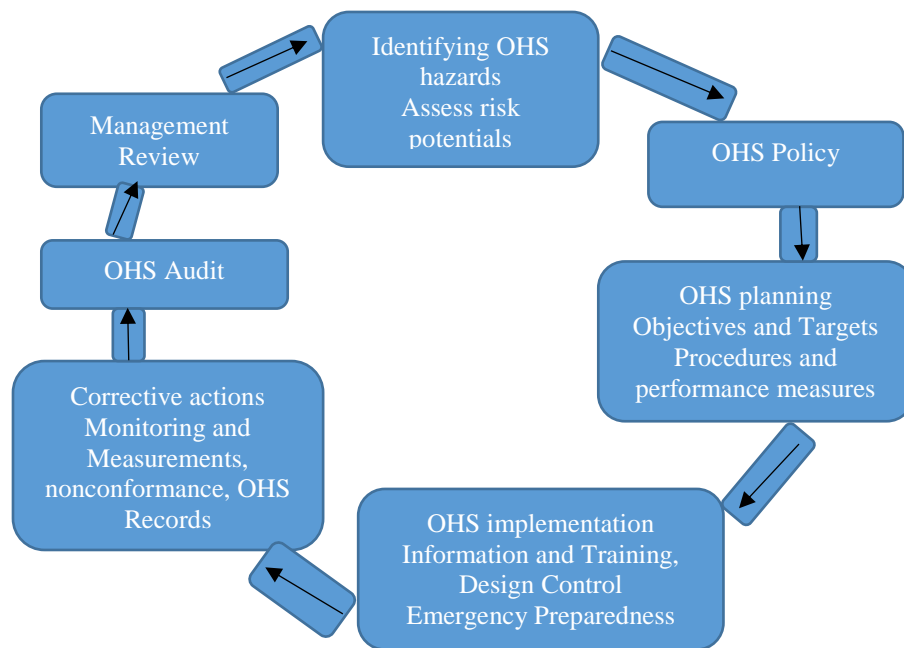 Identifying OHS
hazards
Assess risk
potentials
OHS Policy
OHS planning
Objectives and Targets
Procedures and
performance measures
OHS implementation
Information and Training,
Design Control
Emergency Preparedness
Corrective actions
Monitoring and
Measurements,
nonconformance, OHS
Records
OHS Audit
Management
Review